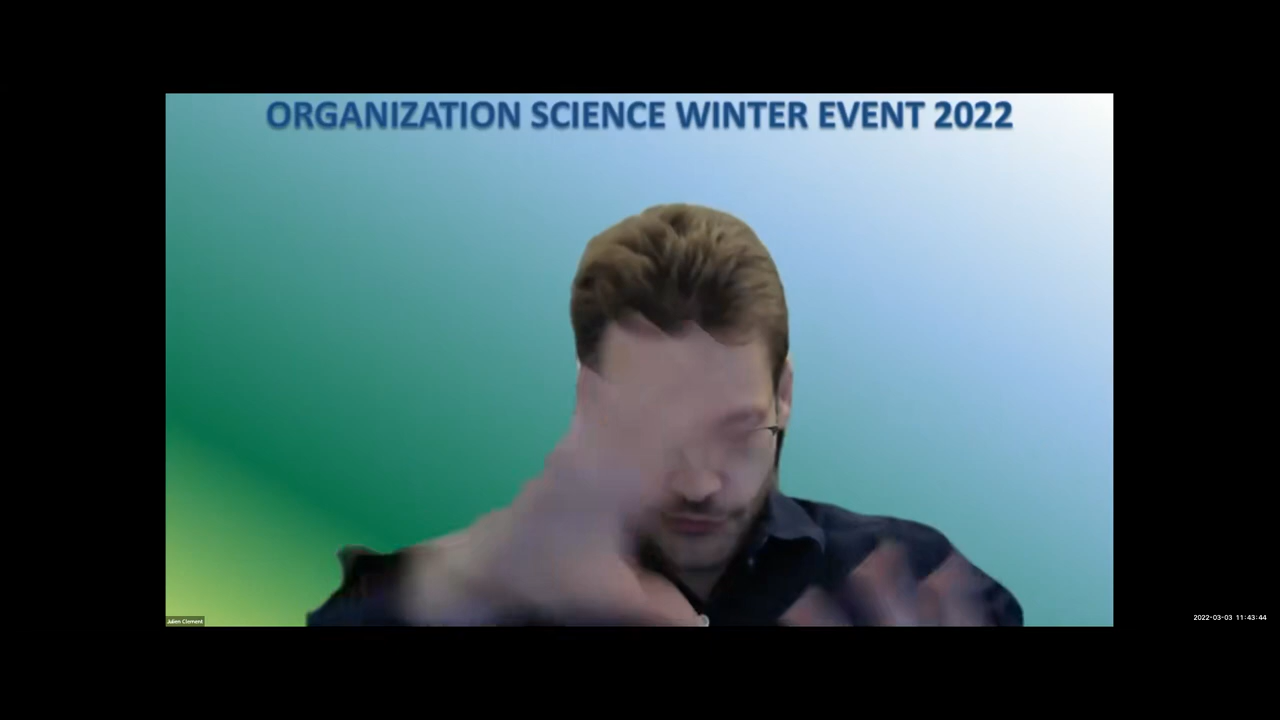 ORGANIZATION SCIENCE WINTER EVENT 2022
Julien Clement
2022-03-03 11:43:44